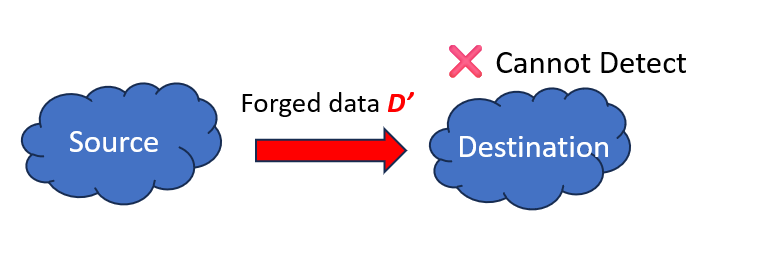 Cannot Detect
Forged data D’
Source
Destination